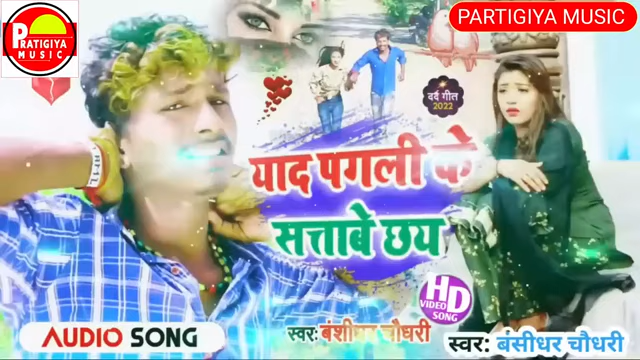 PRATIGIYA
MUSIC
PARTIGIYA MUSIC
दर्द गीत
2022
याद पगली के
सत्ताबे छय
HD
VIDEO
SONG
AUDIO SONG
स्वर: बंशीधर चौधरी
स्वर: बंसीधर चौधरी